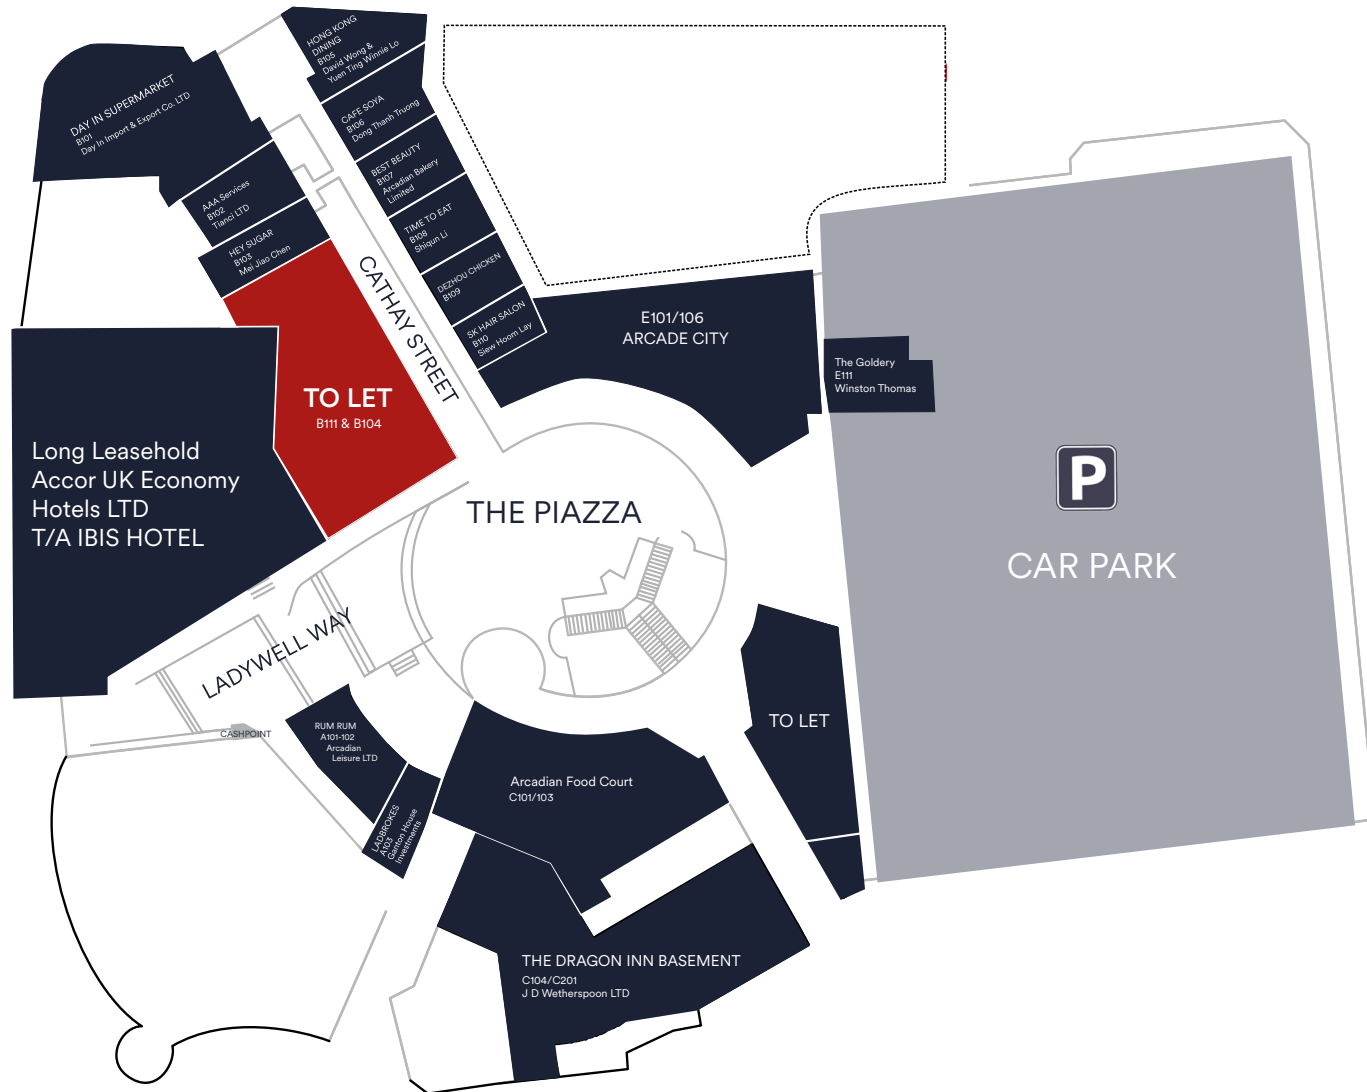 HONG KONG
DINING
B105
David Wong &
Yuen Ting Winnie Lo
DAY IN SUPERMARKET
B101
Day In Import & Export Co. LTD
CAFE SOYA
B106
Dong Thanh Truong
BEST BEAUTY
B107
Arcadian Bakery
Limited
AAA Services
B102
Tianci LTD
TIME TO EAT
B108
Shiqun Li
HEY SUGAR
B103
Mei Jiao Chen
DEZHOU CHICKEN
B109
SK HAIR SALON
B110
Siew Hoom Lay
CATHAY STREET
E101/106
ARCADE CITY
The Goldery
E111
Winston Thomas
TO LET
B111 & B104
Long Leasehold
Accor UK Economy
Hotels LTD
T/A IBIS HOTEL
THE PIAZZA
P
CAR PARK
LADYWELL WAY
CASHPOINT
RUM RUM
A101-102
Arcadian
Leisure LTD
TO LET
LADBROKES
A103
Ganton House
Investments
Arcadian Food Court
C101/103
THE DRAGON INN BASEMENT
C104/C201
J D Wetherspoon LTD